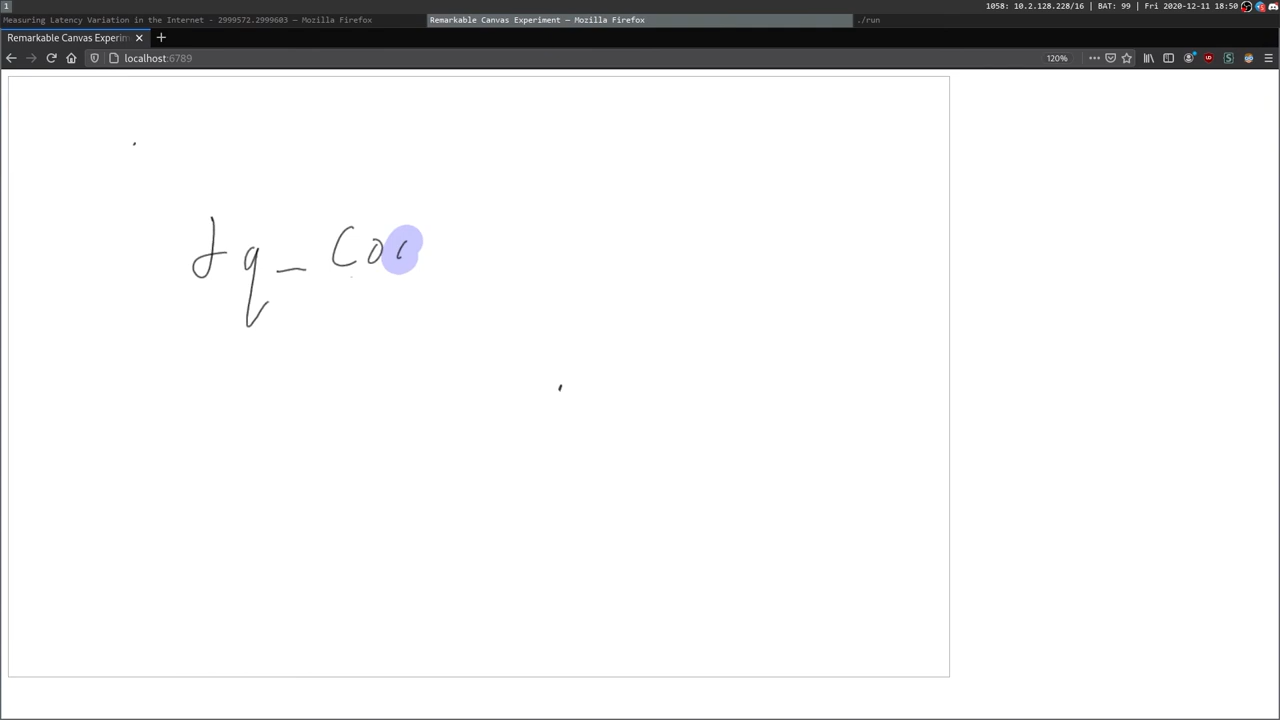 1
1058: 10.2.128.228/16 | BAT: 99 | Fri 2020-12-11 18:50
Measuring Latency Variation in the Internet - 2999572.2999603 — Mozilla Firefox
Remarkable Canvas Experiment — Mozilla Firefox
./run
Remarkable Canvas Experim
localhost:6789
120%